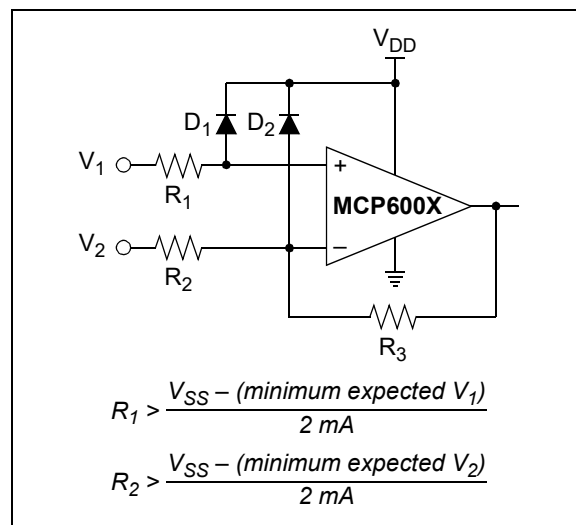 V_DD
D_1 D_2
V_1
R_1
+
MCP600X
V_2
R_2
–
R_3
R_1 > V_SS – (minimum expected V_1) / 2 mA
R_2 > V_SS – (minimum expected V_2) / 2 mA